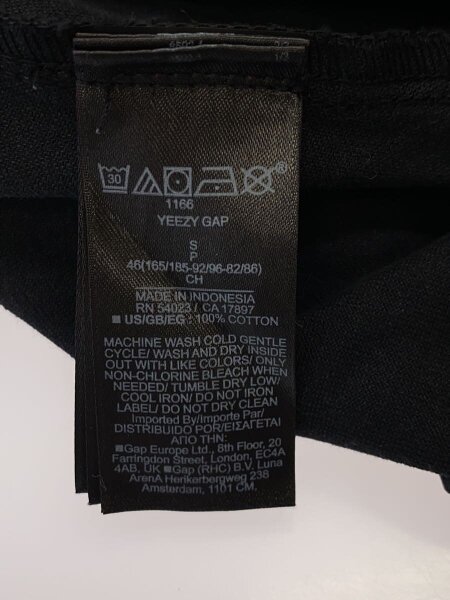 30
1166
YEEZY GAP
S
P
46(165/185-92/96-82/86)
CH
MADE IN INDONESIA
RN 54023 / CA 17897
■ US/GB/EG : 100% COTTON
MACHINE WASH COLD GENTLE
CYCLE/ WASH AND DRY INSIDE
OUT WITH LIKE COLORS/ ONLY
NON-CHLORINE BLEACH WHEN
NEEDED/ TUMBLE DRY LOW/
COOL IRON/ DO NOT IRON
LABEL/ DO NOT DRY CLEAN
Imported By/Importe Par/
DISTRIBUIDO POR/ΕΙΣΑΓΕΤΑΙ
ΑΠΟ ΤΗΝ:
■Gap Europe Ltd., 8th Floor, 20
Farringdon Street, London, EC4A
4AB, UK ■Gap (RHC) B.V. Luna
ArenA Herikerbergweg 238
Amsterdam, 1101 CM.